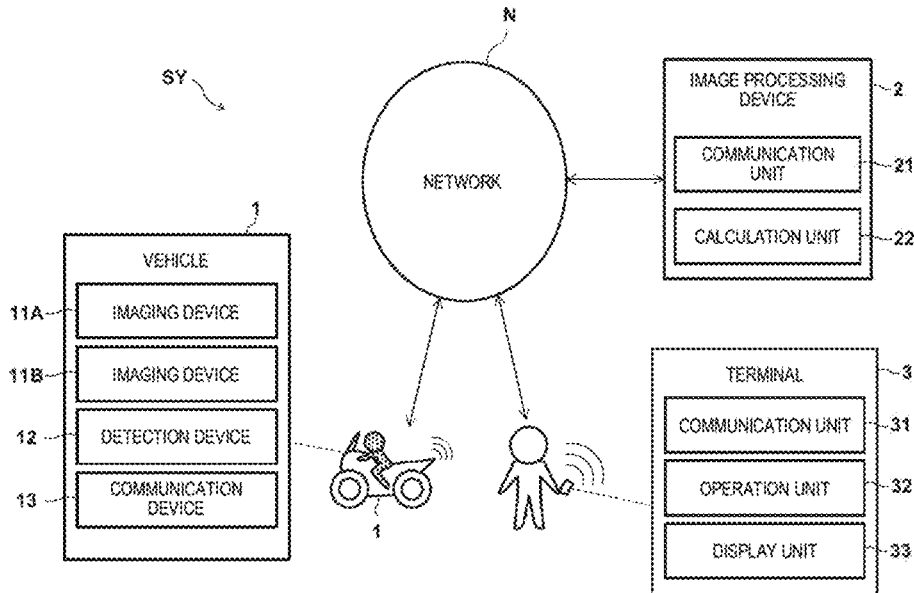 N
SY
IMAGE PROCESSING
DEVICE
2
COMMUNICATION
UNIT
21
NETWORK
CALCULATION UNIT
22
1
VEHICLE
11A
IMAGING DEVICE
11B
IMAGING DEVICE
12
DETECTION DEVICE
13
COMMUNICATION
DEVICE
1
TERMINAL
3
COMMUNICATION UNIT
31
OPERATION UNIT
32
DISPLAY UNIT
33